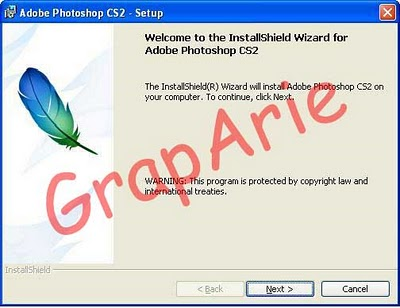 Adobe Photoshop CS2 - Setup
Welcome to the InstallShield Wizard for
Adobe Photoshop CS2
The InstallShield(R) Wizard will install Adobe Photoshop CS2 on
your computer. To continue, click Next.
GrapArie
WARNING: This program is protected by copyright law and
international treaties.
InstallShield
< Back
Next >
Cancel